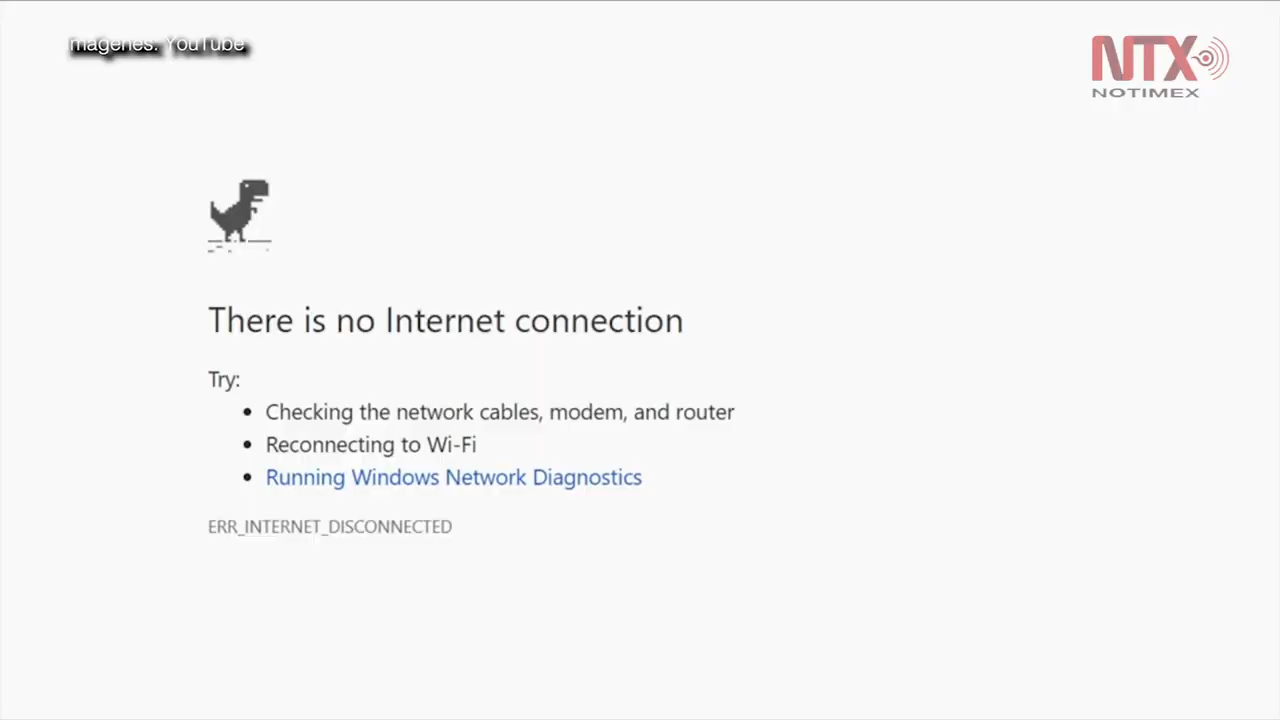 Imágenes: YouTube
NTX
NOTIMEX
There is no Internet connection
Try:
Checking the network cables, modem, and router
Reconnecting to Wi-Fi
Running Windows Network Diagnostics
ERR_INTERNET_DISCONNECTED